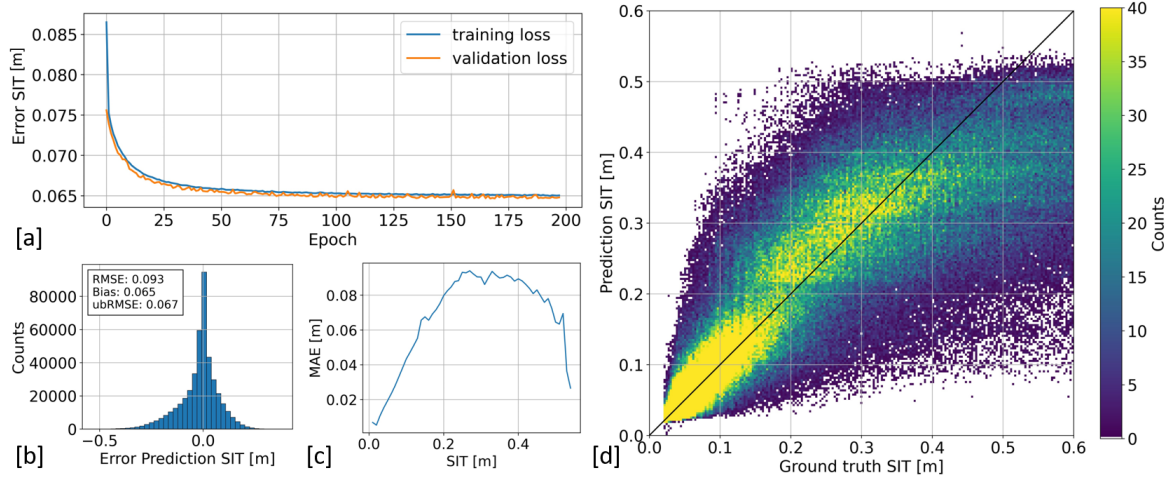 0.085
0.080
0.075
0.070
0.065
Error SIT [m]
training loss
validation loss
0 25 50 75 100 125 150 175 200
Epoch
[a]
RMSE: 0.093
Bias: 0.065
ubRMSE: 0.067
80000
60000
40000
20000
0
Counts
−0.5 0.0
Error Prediction SIT [m]
[b]
0.08
0.06
0.04
0.02
MAE [m]
0.0 0.2 0.4
SIT [m]
[c]
0.6
0.5
0.4
0.3
0.2
0.1
0.0
Prediction SIT [m]
0.0 0.1 0.2 0.3 0.4 0.5 0.6
Ground truth SIT [m]
[d]
40
35
30
25
20
15
10
5
0
Counts